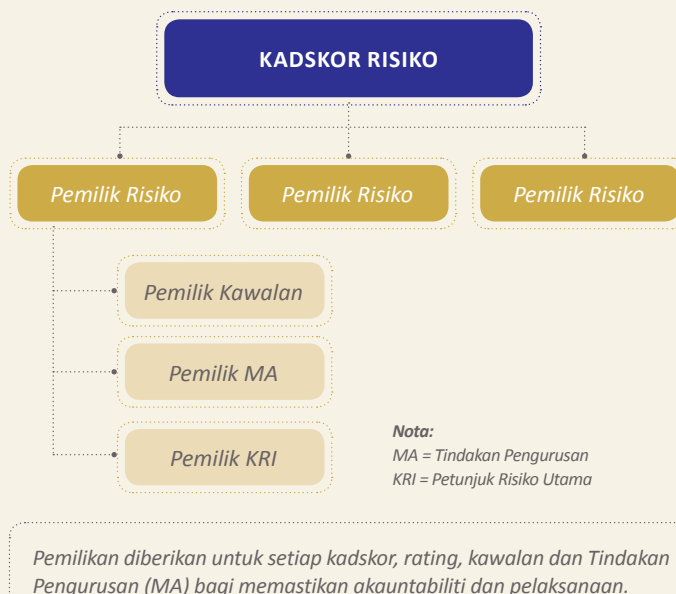 KADSKOR RISIKO
Pemilik Risiko
Pemilik Risiko
Pemilik Risiko
Pemilik Kawalan
Pemilik MA
Pemilik KRI
Nota:
MA = Tindakan Pengurusan
KRI = Petunjuk Risiko Utama
Pemilikan diberikan untuk setiap kadskor, rating, kawalan dan Tindakan
Pengurusan (MA) bagi memastikan akauntabiliti dan pelaksanaan.